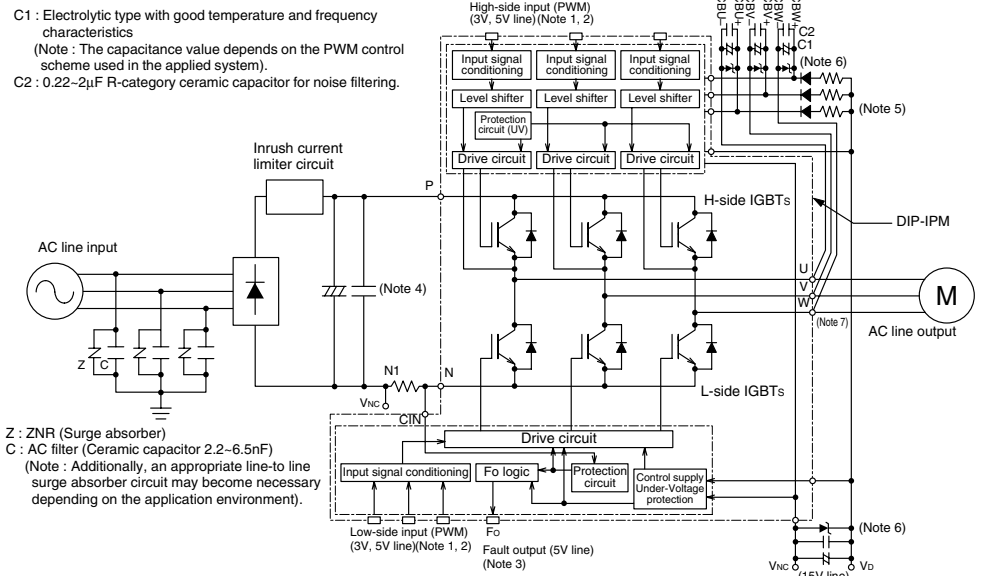 C1 : Electrolytic type with good temperature and frequency
characteristics
(Note : The capacitance value depends on the PWM control
scheme used in the applied system).
C2 : 0.22~2µF R-category ceramic capacitor for noise filtering.
High-side input (PWM)
(3V, 5V line)(Note 1, 2)
CBU-
CBU+
CBV-
CBV+
CBW-
CBW+
C2
C1
(Note 6)
(Note 5)
Input signal
conditioning
Input signal
conditioning
Input signal
conditioning
Level shifter
Level shifter
Level shifter
Protection
circuit (UV)
Drive circuit
Drive circuit
Drive circuit
Inrush current
limiter circuit
P
H-side IGBTs
DIP-IPM
AC line input
(Note 4)
U
V
W
(Note 7)
M
AC line output
Z
C
N1
N
VNC
CIN
L-side IGBTs
Z : ZNR (Surge absorber)
C : AC filter (Ceramic capacitor 2.2~6.5nF)
(Note : Additionally, an appropriate line-to line
surge absorber circuit may become necessary
depending on the application environment).
Drive circuit
Input signal conditioning
Fo logic
Protection
circuit
Control supply
Under-Voltage
protection
Low-side input (PWM)
(3V, 5V line)(Note 1, 2)
FO
Fault output (5V line)
(Note 3)
(Note 6)
VNC
(15V line)
VD